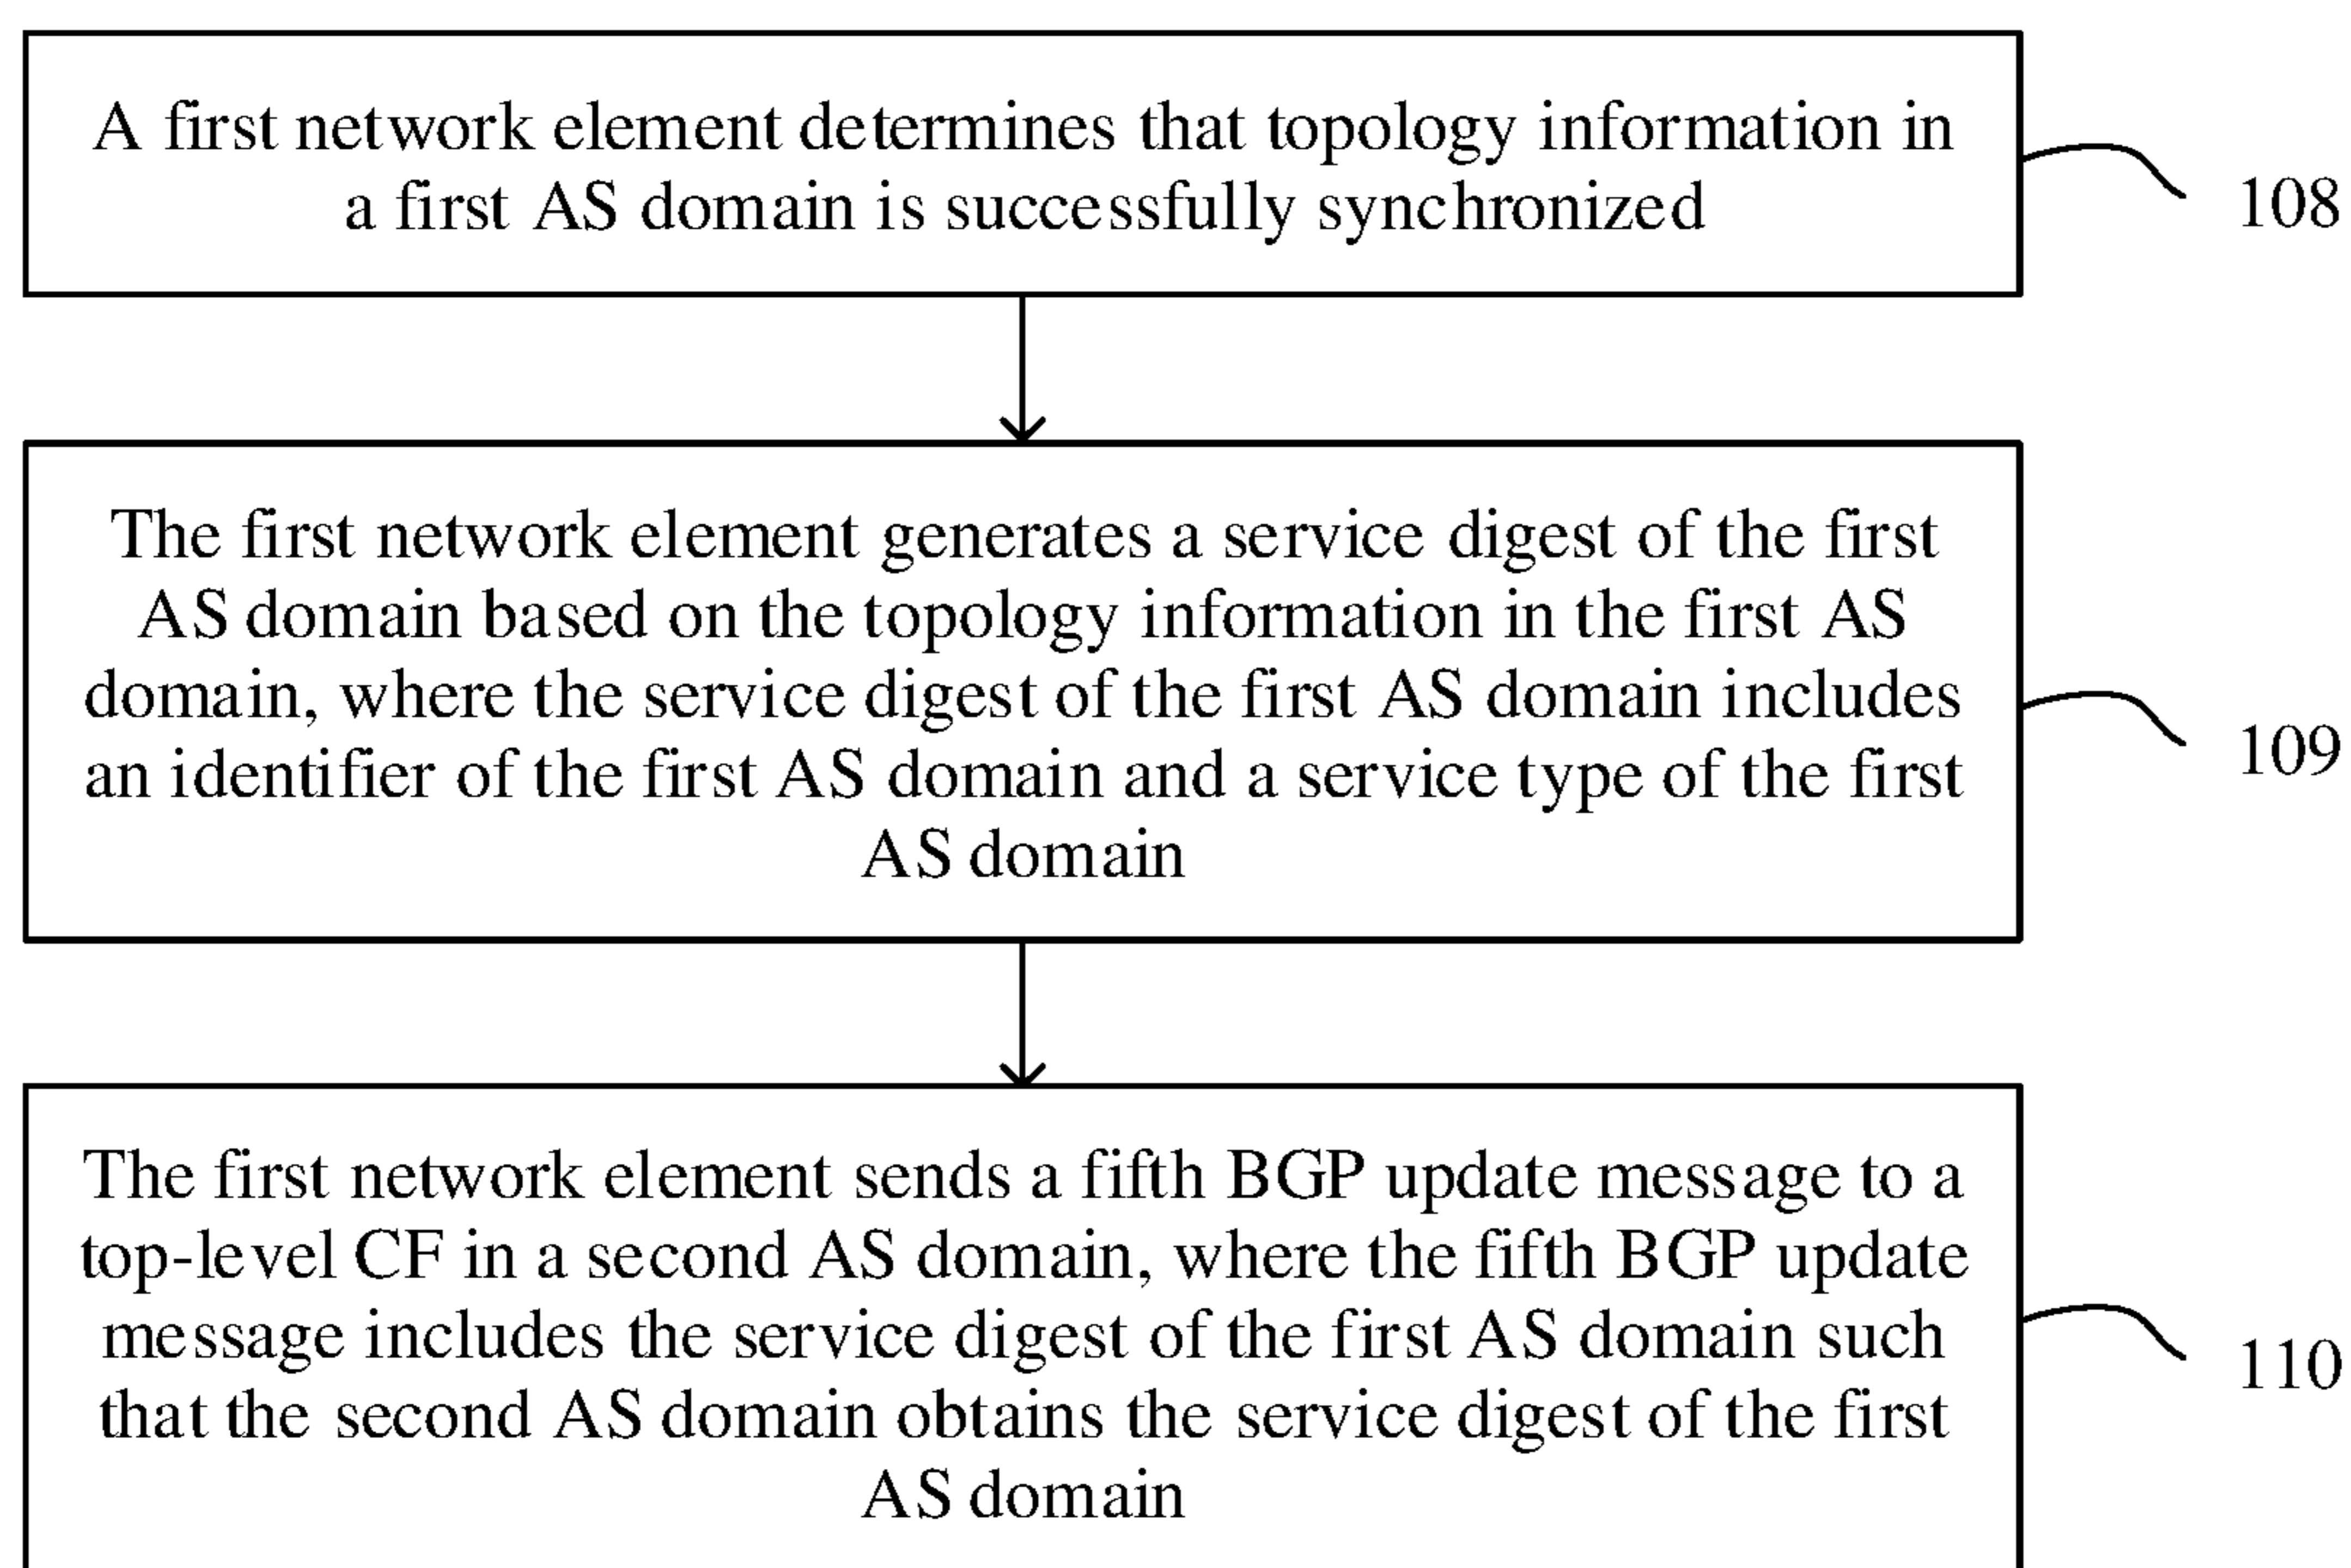 A first network element determines that topology information in
a first AS domain is successfully synchronized
108
The first network element generates a service digest of the first
AS domain based on the topology information in the first AS
domain, where the service digest of the first AS domain includes
an identifier of the first AS domain and a service type of the first
AS domain
109
The first network element sends a fifth BGP update message to a
top-level CF in a second AS domain, where the fifth BGP update
message includes the service digest of the first AS domain such
that the second AS domain obtains the service digest of the first
AS domain
110